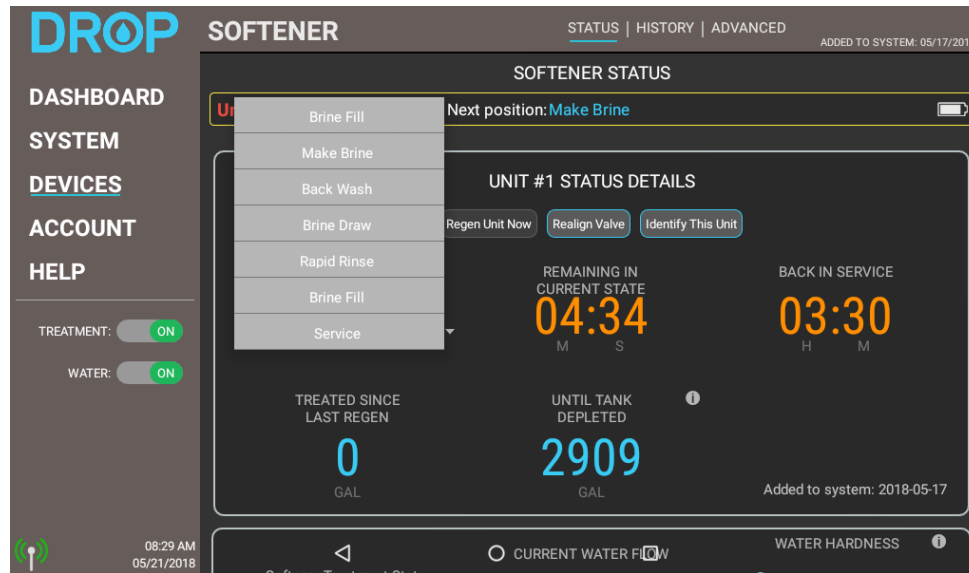 DROP
SOFTENER
STATUS | HISTORY | ADVANCED
ADDED TO SYSTEM: 05/17/201
DASHBOARD
SYSTEM
DEVICES
ACCOUNT
HELP
TREATMENT: ON
WATER: ON
08:29 AM
05/21/2018
SOFTENER STATUS
Next position: Make Brine
Brine Fill
Make Brine
Back Wash
Brine Draw
Rapid Rinse
Brine Fill
Service
UNIT #1 STATUS DETAILS
Regen Unit Now
Realign Valve
Identify This Unit
REMAINING IN
CURRENT STATE
04:34
M S
BACK IN SERVICE
03:30
H M
TREATED SINCE
LAST REGEN
0
GAL
UNTIL TANK
DEPLETED
2909
GAL
Added to system: 2018-05-17
CURRENT WATER FLOW
WATER HARDNESS